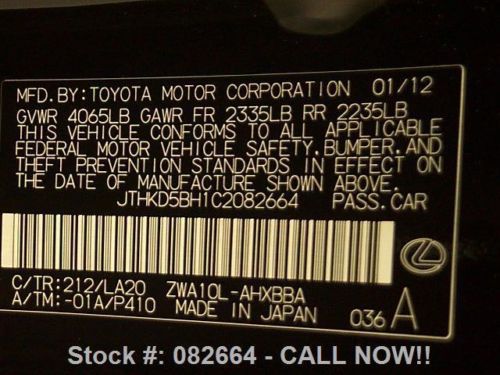 MFD.BY:TOYOTA MOTOR CORPORATION 01/12
GVWR 4065LB GAWR FR 2335LB RR 2235LB
THIS VEHICLE CONFORMS TO ALL APPLICABLE
FEDERAL MOTOR VEHICLE SAFETY,BUMPER,AND
THEFT PREVENTION STANDARDS IN EFFECT ON
THE DATE OF MANUFACTURE SHOWN ABOVE.
JTHKD5BH1C2082664 PASS.CAR
C/TR:212/LA20 ZWA10L-AHXBBA
A/TM:-01A/P410 MADE IN JAPAN 036 A
Stock #: 082664 - CALL NOW!!